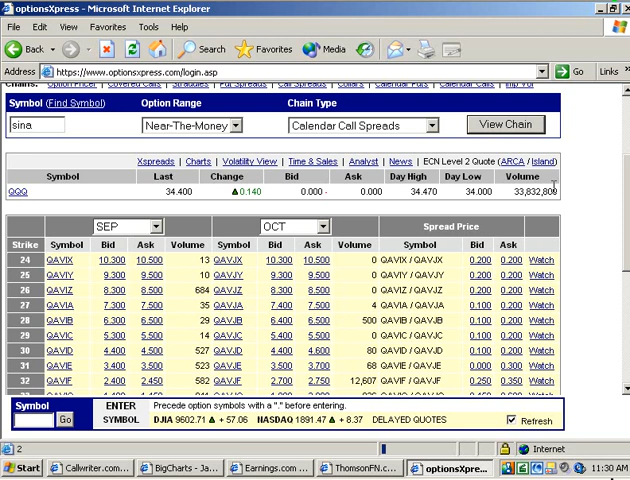 optionsXpress - Microsoft Internet Explorer
File Edit View Favorites Tools Help
Back Search Favorites Media
Address https://www.optionsxpress.com/login.asp Go Links »
Symbol (Find Symbol) Option Range Chain Type
sina Near-The-Money Calendar Call Spreads View Chain
Xspreads | Charts | Volatility View | Time & Sales | Analyst | News | ECN Level 2 Quote (ARCA / Island)
Symbol Last Change Bid Ask Day High Day Low Volume
QQQ 34.400 0.140 0.000 - 0.000 34.470 34.000 33,832,800
SEP OCT Spread Price
Strike Symbol Bid Ask Volume Symbol Bid Ask Volume Symbol Bid Ask
24 QAVIX 10.300 10.500 13 QAVJX 10.300 10.500 0 QAVIX / QAVJX 0.200 0.200 Watch
25 QAVIY 9.300 9.500 10 QAVJY 9.300 9.500 0 QAVIY / QAVJY 0.200 0.200 Watch
26 QAVIZ 8.300 8.500 684 QAVJZ 8.300 8.500 0 QAVIZ / QAVJZ 0.200 0.200 Watch
27 QAVIA 7.300 7.500 35 QAVJA 7.400 7.500 4 QAVIA / QAVJA 0.100 0.200 Watch
28 QAVIB 6.300 6.500 29 QAVJB 6.400 6.500 500 QAVIB / QAVJB 0.100 0.200 Watch
29 QAVIC 5.300 5.500 14 QAVJC 5.400 5.500 0 QAVIC / QAVJC 0.100 0.200 Watch
30 QAVID 4.400 4.500 527 QAVJD 4.400 4.600 80 QAVID / QAVJD 0.100 0.200 Watch
31 QAVIE 3.400 3.500 73 QAVJE 3.500 3.700 68 QAVIE / QAVJE 0.000 0.300 Watch
32 QAVIF 2.400 2.450 582 QAVJF 2.700 2.750 12,607 QAVIF / QAVJF 0.250 0.350 Watch
Symbol ENTER Precede option symbols with a "." before entering.
Go SYMBOL DJIA 9602.71 + 57.06 NASDAQ 1891.47 + 8.37 DELAYED QUOTES Refresh
2 Internet
Start Callwriter.com... BigCharts - Ja... Earnings.com ... ThomsonFN.c... optionsXpre... 11:30 AM